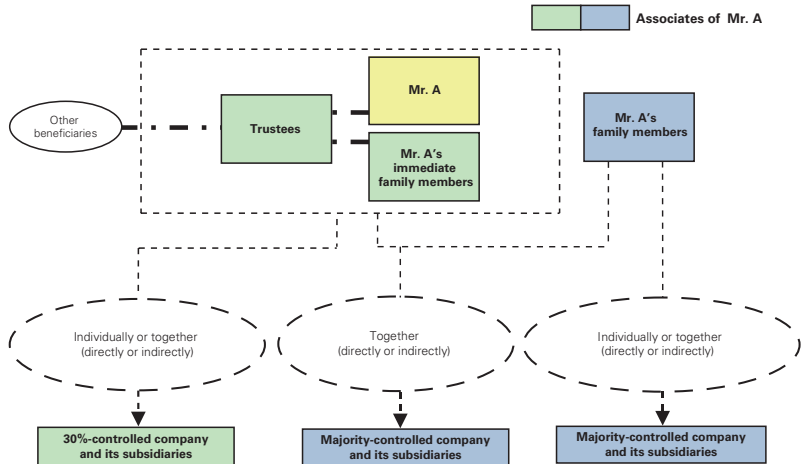 Associates of Mr. A
Mr. A
Other
beneficiaries
Trustees
Mr. A's
family members
Mr. A's
immediate
family members
Individually or together
(directly or indirectly)
Together
(directly or indirectly)
Individually or together
(directly or indirectly)
30%-controlled company
and its subsidiaries
Majority-controlled company
and its subsidiaries
Majority-controlled company
and its subsidiaries